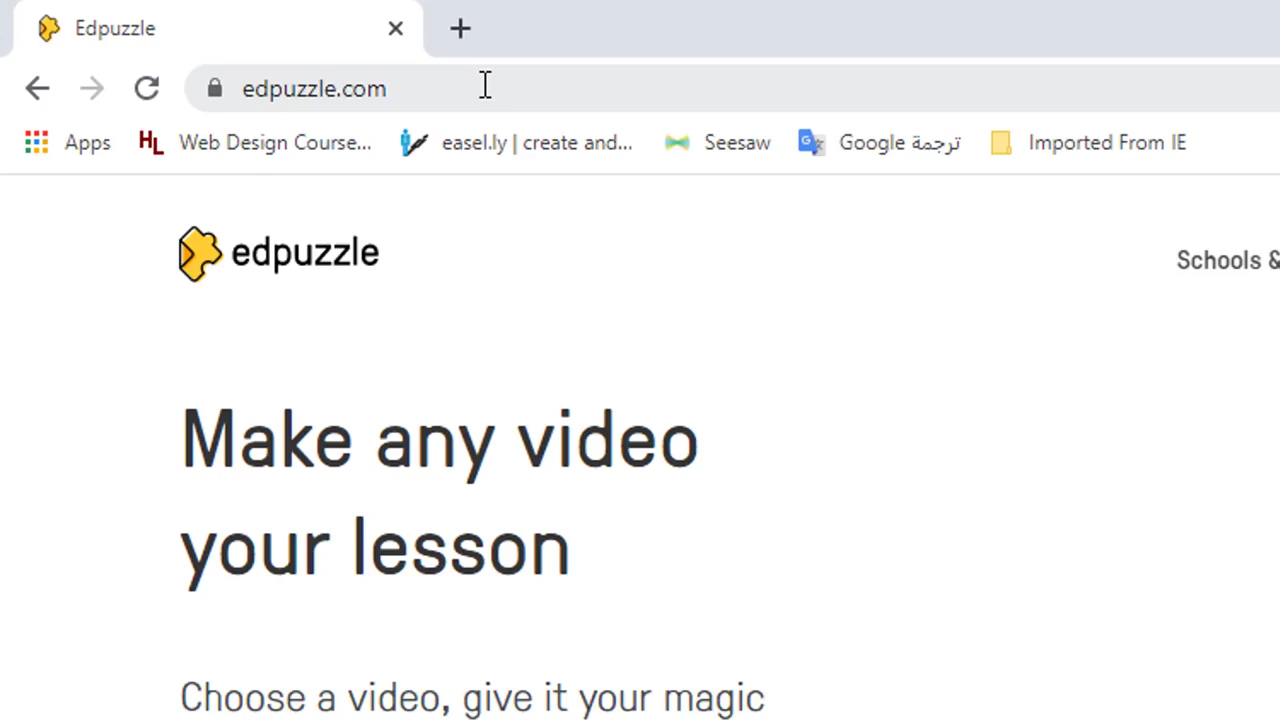 Edpuzzle
edpuzzle.com
Apps HL Web Design Course... easel.ly | create and... Seesaw ترجمة Google Imported From IE
edpuzzle
Schools &
Make any video
your lesson
Choose a video, give it your magic